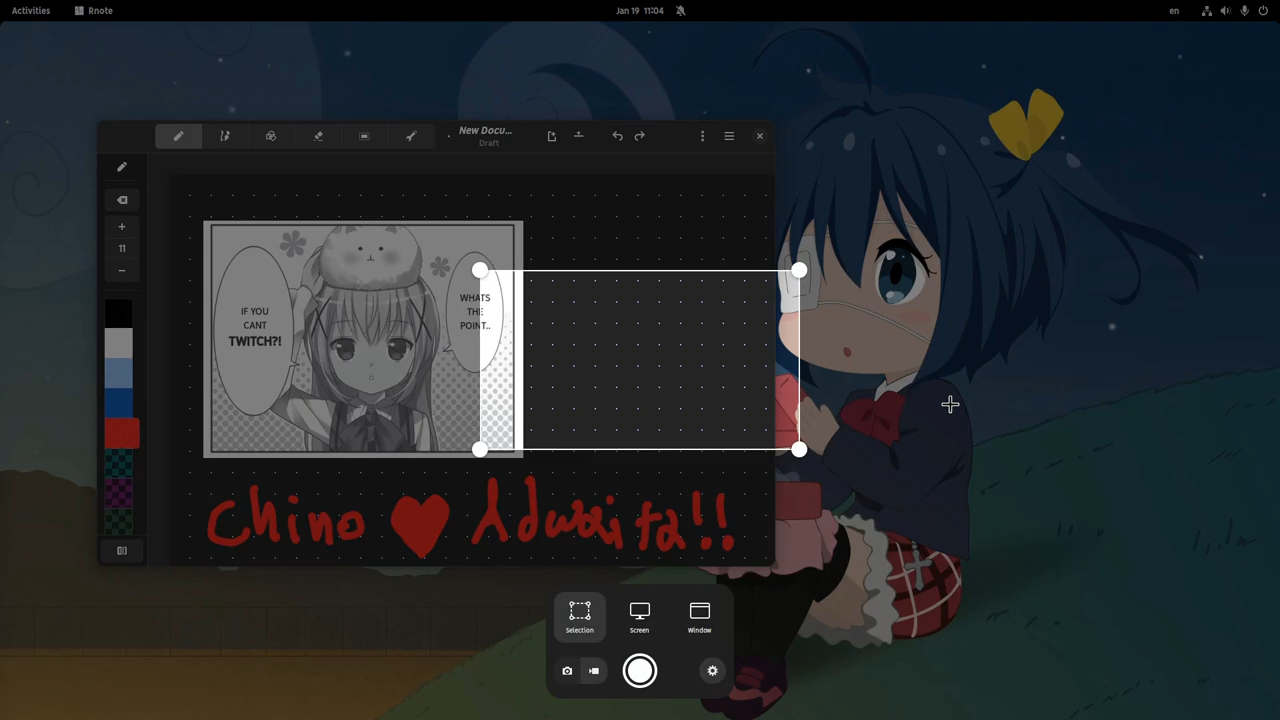 Activities Rnote Jan 19 11:04 en
New Docu...
Draft
11
IF YOU
CANT
TWITCH?!
WHATS
THE
POINT..
Chino
Selection Screen Window